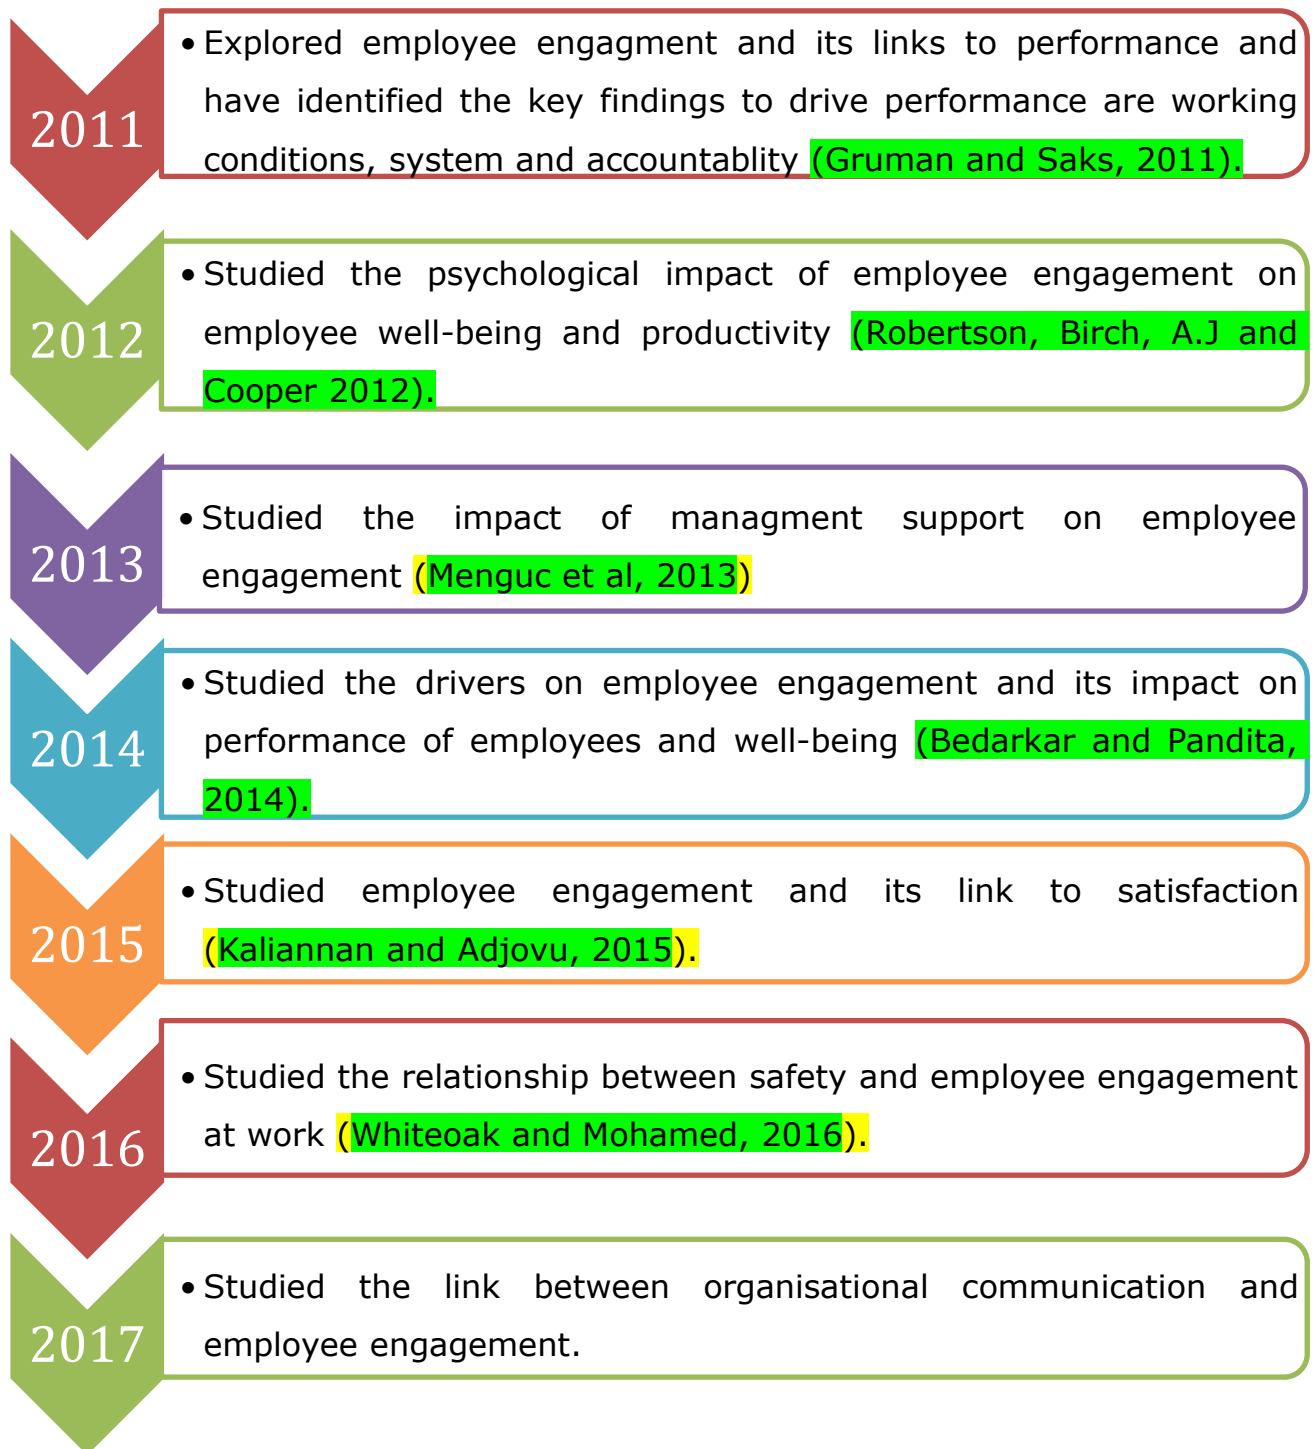 2011
• Explored employee engagment and its links to performance and
have identified the key findings to drive performance are working
conditions, system and accountablity (Gruman and Saks, 2011).
2012
• Studied the psychological impact of employee engagement on
employee well-being and productivity (Robertson, Birch, A.J and
Cooper 2012).
2013
• Studied the impact of managment support on employee
engagement (Menguc et al, 2013)
2014
• Studied the drivers on employee engagement and its impact on
performance of employees and well-being (Bedarkar and Pandita,
2014).
2015
• Studied employee engagement and its link to satisfaction
(Kaliannan and Adjovu, 2015).
2016
• Studied the relationship between safety and employee engagement
at work (Whiteoak and Mohamed, 2016).
2017
• Studied the link between organisational communication and
employee engagement.